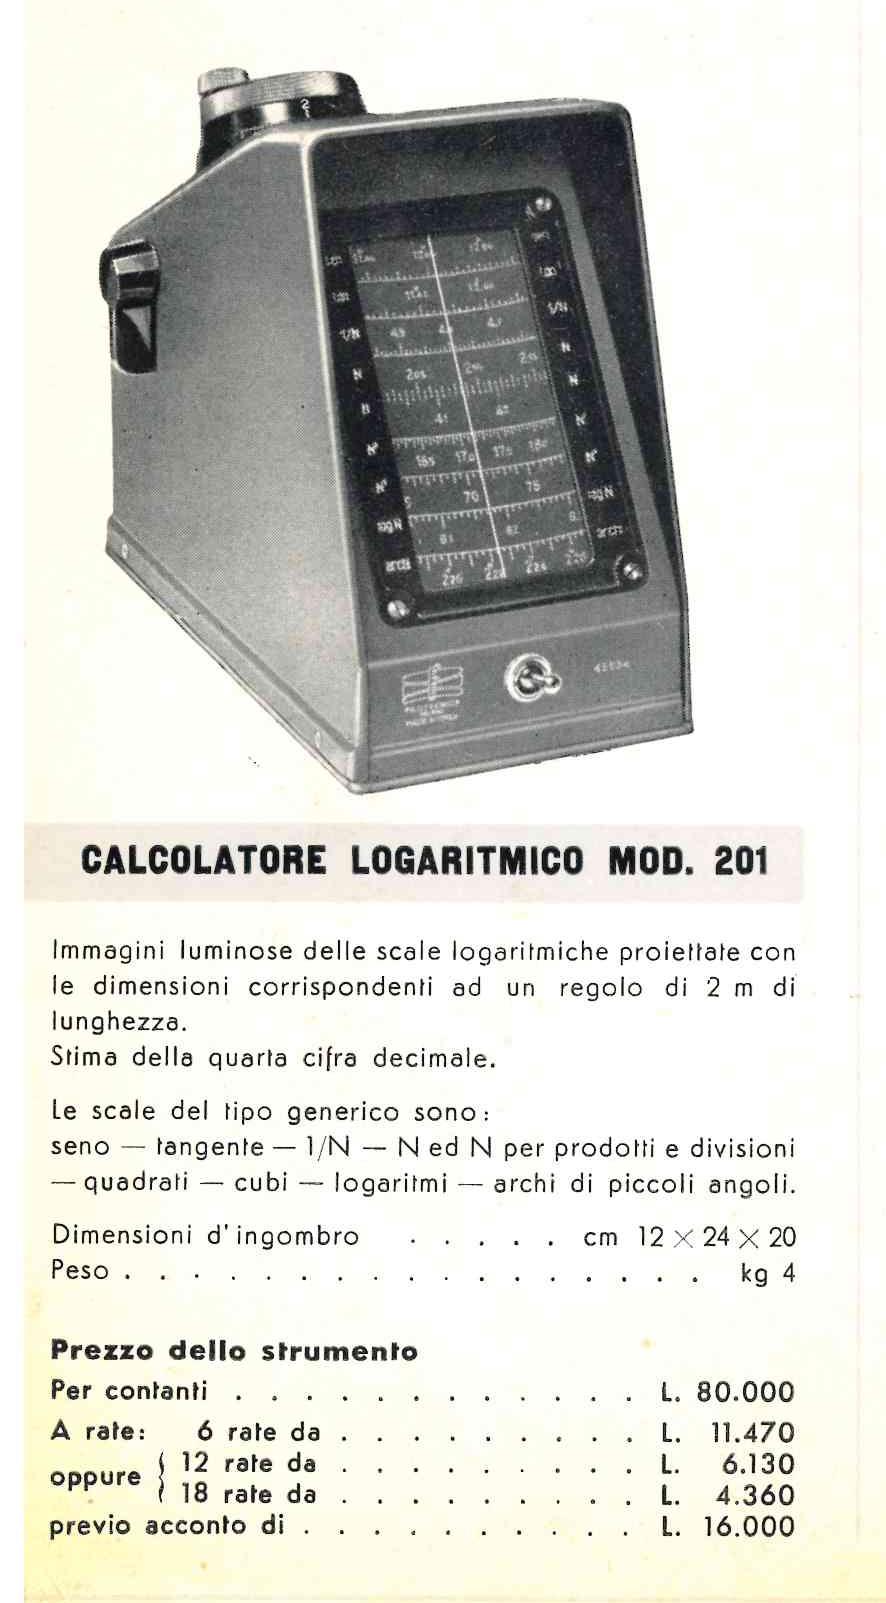 CALCOLATORE LOGARITMICO MOD. 201
Immagini luminose delle scale logaritmiche proiettate con
le dimensioni corrispondenti ad un regolo di 2 m di
lunghezza.
Stima della quarta cifra decimale.
Le scale del tipo generico sono:
seno — tangente — 1/N — N ed N per prodotti e divisioni
— quadrati — cubi — logaritmi — archi di piccoli angoli.
Dimensioni d'ingombro . . . . . cm 12 × 24 × 20
Peso . . . . . . . . . . . . . . . . . kg 4
Prezzo dello strumento
Per contanti . . . . . . . . . . . . L. 80.000
A rate: 6 rate da . . . . . . . . . L. 11.470
oppure { 12 rate da . . . . . . . . . L. 6.130
18 rate da . . . . . . . . . L. 4.360
previo acconto di . . . . . . . . . . L. 16.000